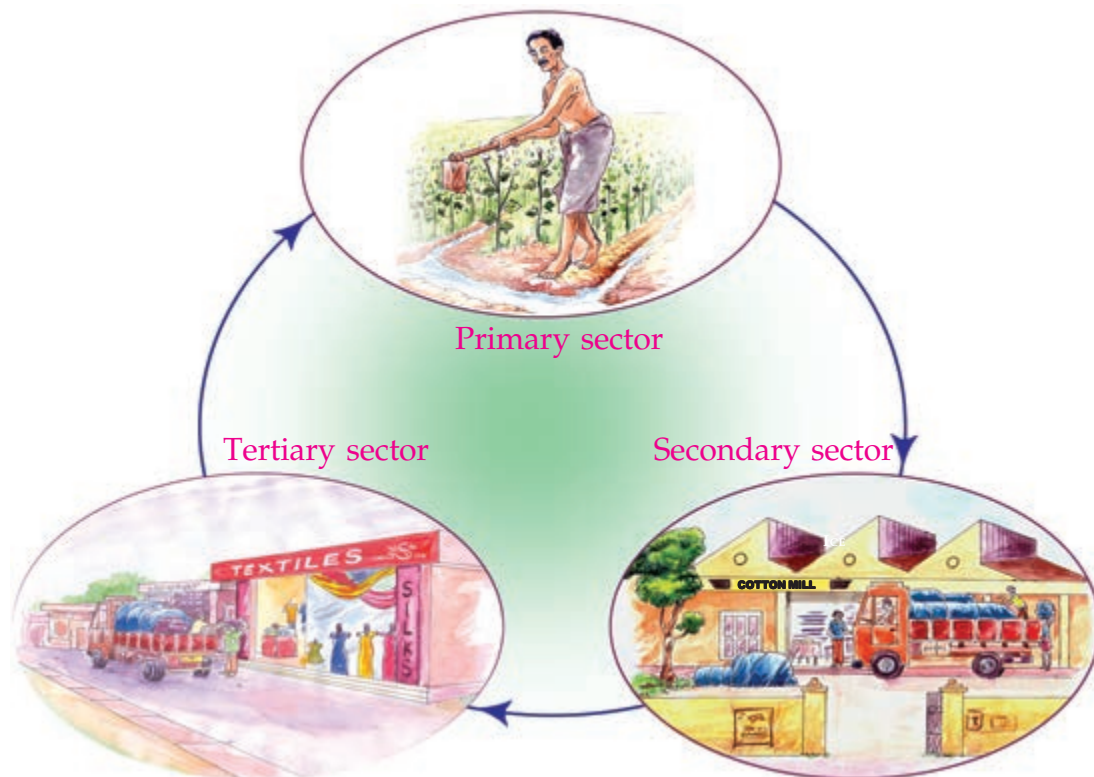 Primary sector
Tertiary sector
Secondary sector
TEXTILES
SILKS
COTTON MILL